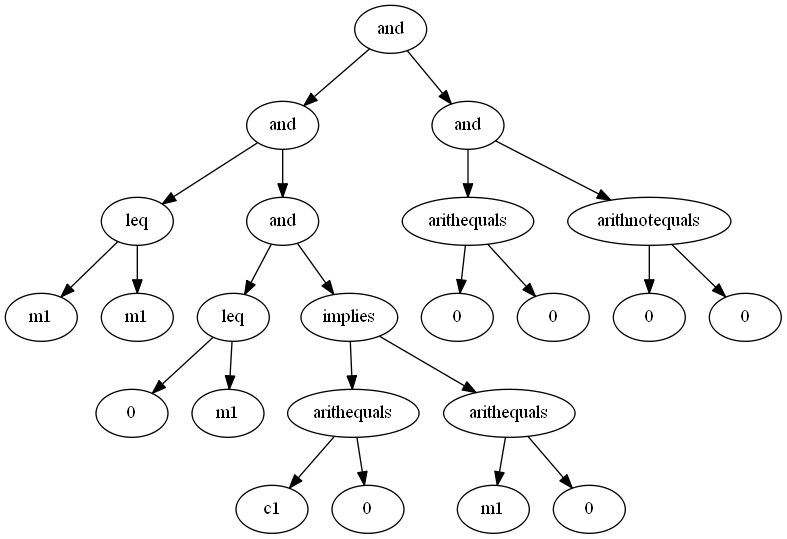 and
and
and
leq
and
arithequals
arithnotequals
m1
m1
leq
implies
0
0
0
0
0
m1
arithequals
arithequals
c1
0
m1
0